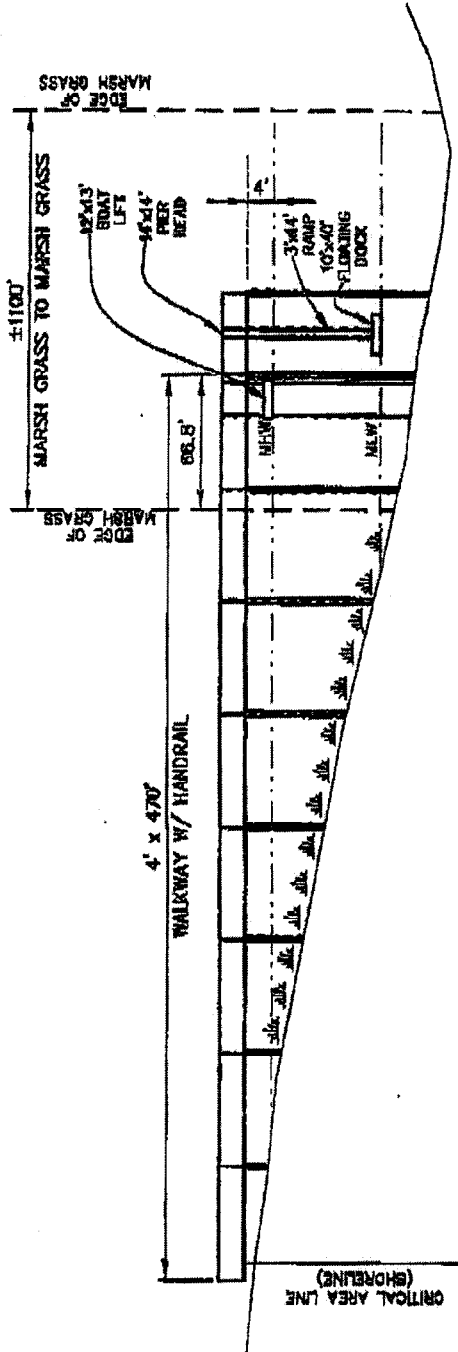 EDGE OF
MARSH GRASS
±1100'
MARSH GRASS TO MARSH GRASS
12'x13'
BOAT
LIFT
14'x14'
PIER
HEAD
4'
3'x14'
RAMP
10'x40'
FLOATING
DOCK
MHW
MLW
66.8'
EDGE OF
MARSH GRASS
4' x 470'
WALKWAY W/ HANDRAIL
CRITICAL AREA LINE
(SHORELINE)